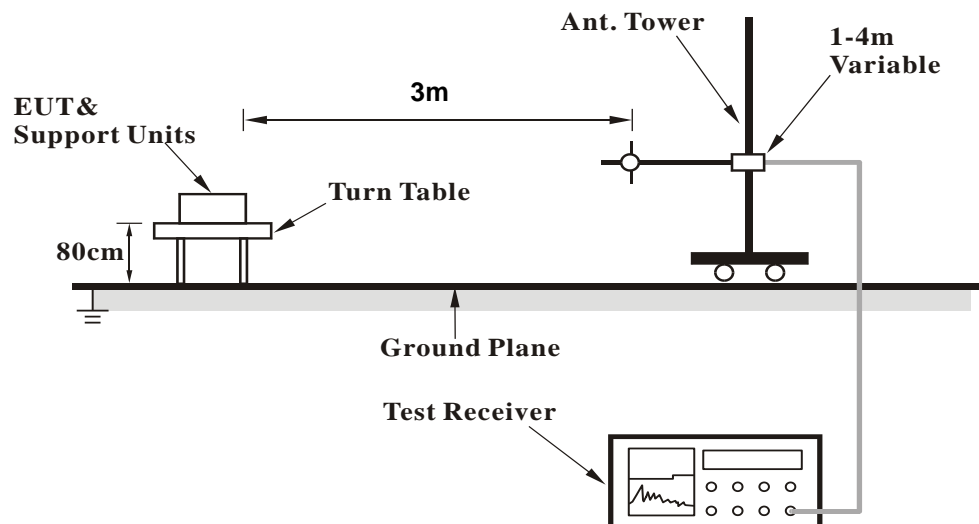 Ant. Tower
1-4m
Variable
3m
EUT&
Support Units
Turn Table
80cm
Ground Plane
Test Receiver